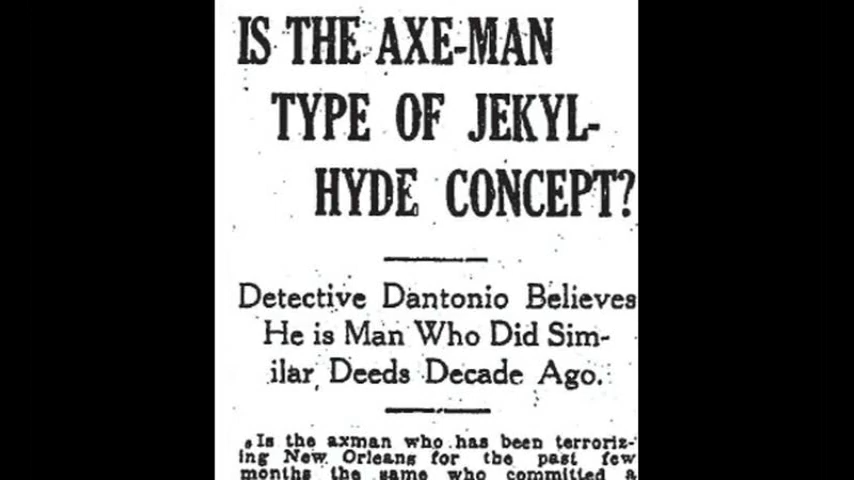 IS THE AXE-MAN
TYPE OF JEKYL-
HYDE CONCEPT?
Detective Dantonio Believes
He is Man Who Did Sim-
ilar Deeds Decade Ago.
Is the axman who has been terroriz-
ing New Orleans for the past few
months the same who committed a